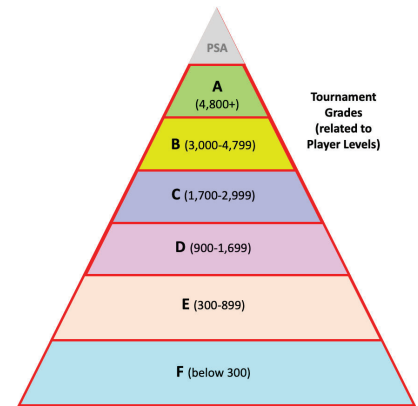 PSA
A
(4,800+)
Tournament
Grades
(related to
Player Levels)
B (3,000-4,799)
C (1,700-2,999)
D (900-1,699)
E (300-899)
F (below 300)